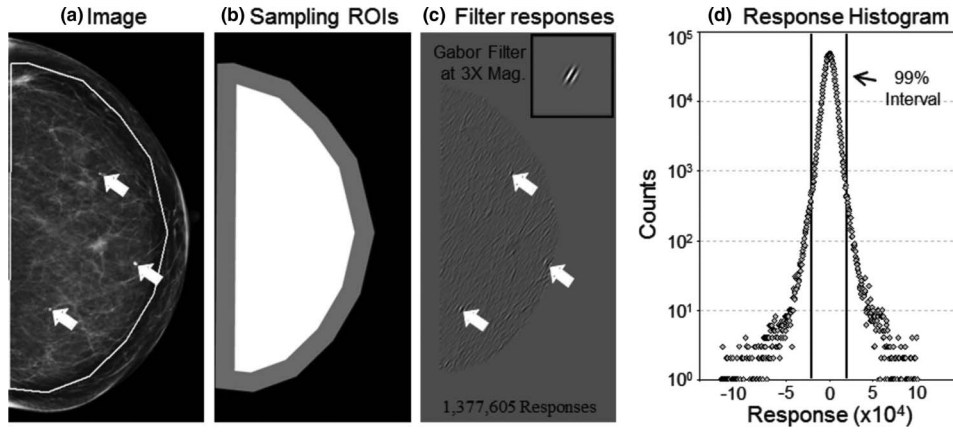 (a) Image
(b) Sampling ROIs
(c) Filter responses
(d) Response Histogram
Gabor Filter
at 3X Mag.
1,377,605 Responses
10^5
10^4
10^3
10^2
10^1
10^0
Counts
99%
Interval
-10
-5
0
5
10
Response (x10^4)